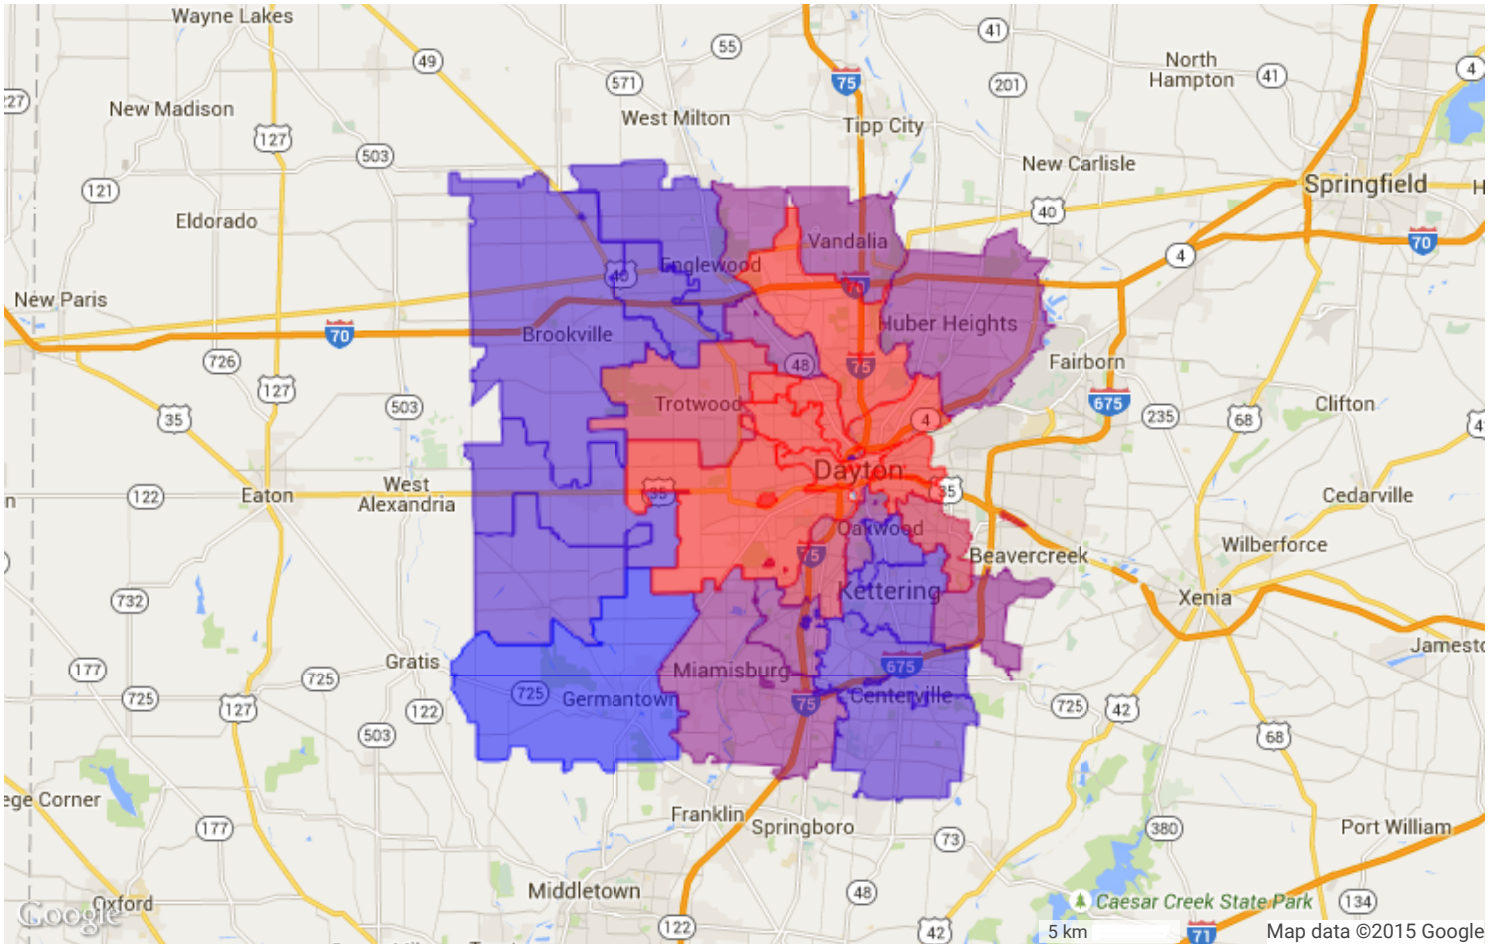 Wayne Lakes
55
41
49
North
Hampton
41
4
75
571
201
227
New Madison
West Milton
Tipp City
127
503
New Carlisle
121
Springfield
H
40
Eldorado
Vandalia
70
4
Englewood
40
70
New Paris
Huber Heights
70
Brookville
726
48
75
Fairborn
127
675
503
Trotwood
Clifton
35
4
235
68
4
Dayton
West
Alexandria
35
35
122
Eaton
n
Cedarville
Oakwood
75
Beavercreek
Wilberforce
Kettering
732
Xenia
Jamesto
Gratis
177
725
Miamisburg
675
725
725
Germantown
75
Centerville
725
42
127
122
503
68
ege Corner
Franklin
Springboro
177
73
380
Port William
Middletown
48
Caesar Creek State Park
134
Oxford
Google
122
42
5 km
71
Map data ©2015 Google